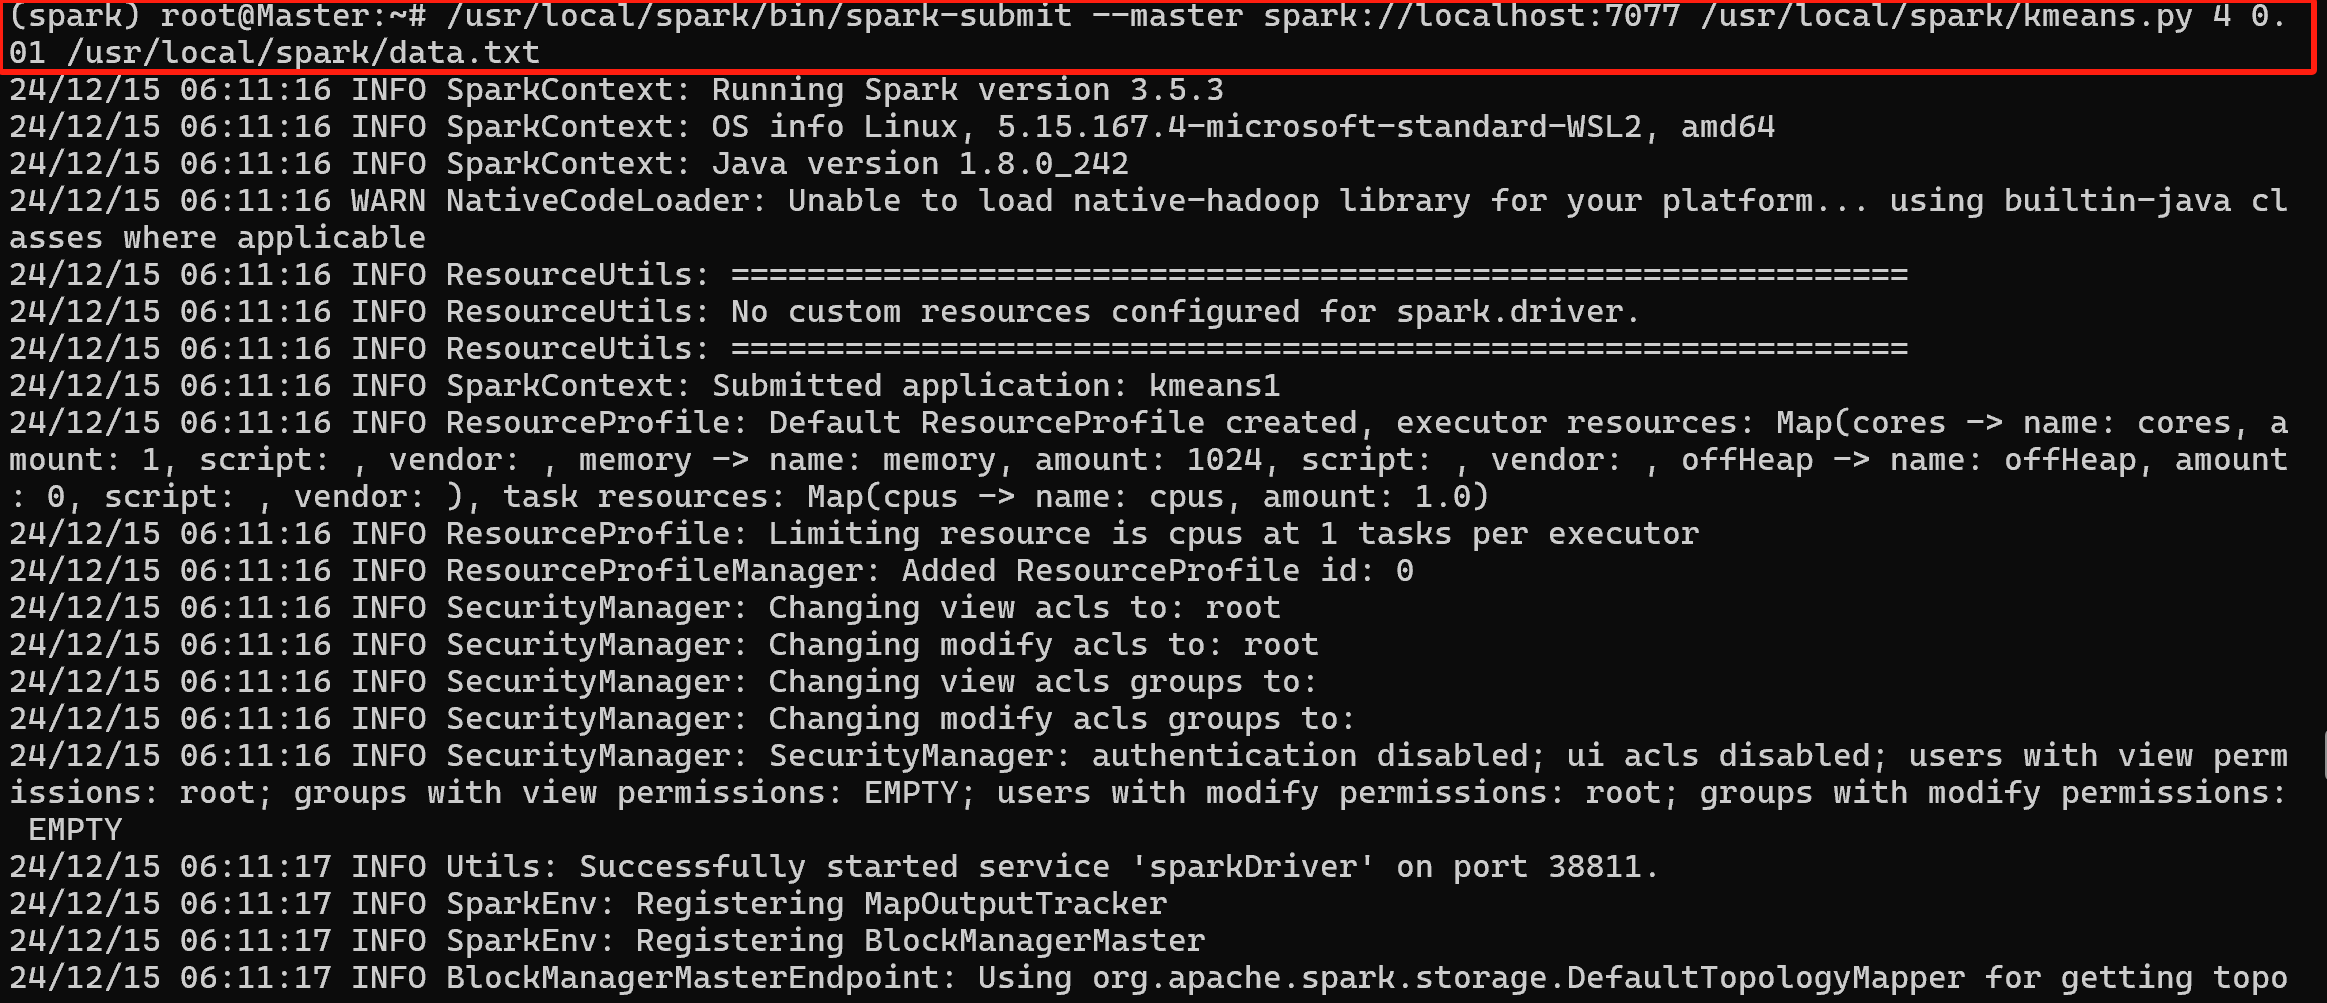 (spark) root@Master:~# /usr/local/spark/bin/spark-submit --master spark://localhost:7077 /usr/local/spark/kmeans.py 4 0.
01 /usr/local/spark/data.txt
24/12/15 06:11:16 INFO SparkContext: Running Spark version 3.5.3
24/12/15 06:11:16 INFO SparkContext: OS info Linux, 5.15.167.4-microsoft-standard-WSL2, amd64
24/12/15 06:11:16 INFO SparkContext: Java version 1.8.0_242
24/12/15 06:11:16 WARN NativeCodeLoader: Unable to load native-hadoop library for your platform... using builtin-java cl
asses where applicable
24/12/15 06:11:16 INFO ResourceUtils: ==============================================================
24/12/15 06:11:16 INFO ResourceUtils: No custom resources configured for spark.driver.
24/12/15 06:11:16 INFO ResourceUtils: ==============================================================
24/12/15 06:11:16 INFO SparkContext: Submitted application: kmeans1
24/12/15 06:11:16 INFO ResourceProfile: Default ResourceProfile created, executor resources: Map(cores -> name: cores, a
mount: 1, script: , vendor: , memory -> name: memory, amount: 1024, script: , vendor: , offHeap -> name: offHeap, amount
: 0, script: , vendor: ), task resources: Map(cpus -> name: cpus, amount: 1.0)
24/12/15 06:11:16 INFO ResourceProfile: Limiting resource is cpus at 1 tasks per executor
24/12/15 06:11:16 INFO ResourceProfileManager: Added ResourceProfile id: 0
24/12/15 06:11:16 INFO SecurityManager: Changing view acls to: root
24/12/15 06:11:16 INFO SecurityManager: Changing modify acls to: root
24/12/15 06:11:16 INFO SecurityManager: Changing view acls groups to:
24/12/15 06:11:16 INFO SecurityManager: Changing modify acls groups to:
24/12/15 06:11:16 INFO SecurityManager: SecurityManager: authentication disabled; ui acls disabled; users with view perm
issions: root; groups with view permissions: EMPTY; users with modify permissions: root; groups with modify permissions:
 EMPTY
24/12/15 06:11:17 INFO Utils: Successfully started service 'sparkDriver' on port 38811.
24/12/15 06:11:17 INFO SparkEnv: Registering MapOutputTracker
24/12/15 06:11:17 INFO SparkEnv: Registering BlockManagerMaster
24/12/15 06:11:17 INFO BlockManagerMasterEndpoint: Using org.apache.spark.storage.DefaultTopologyMapper for getting topo